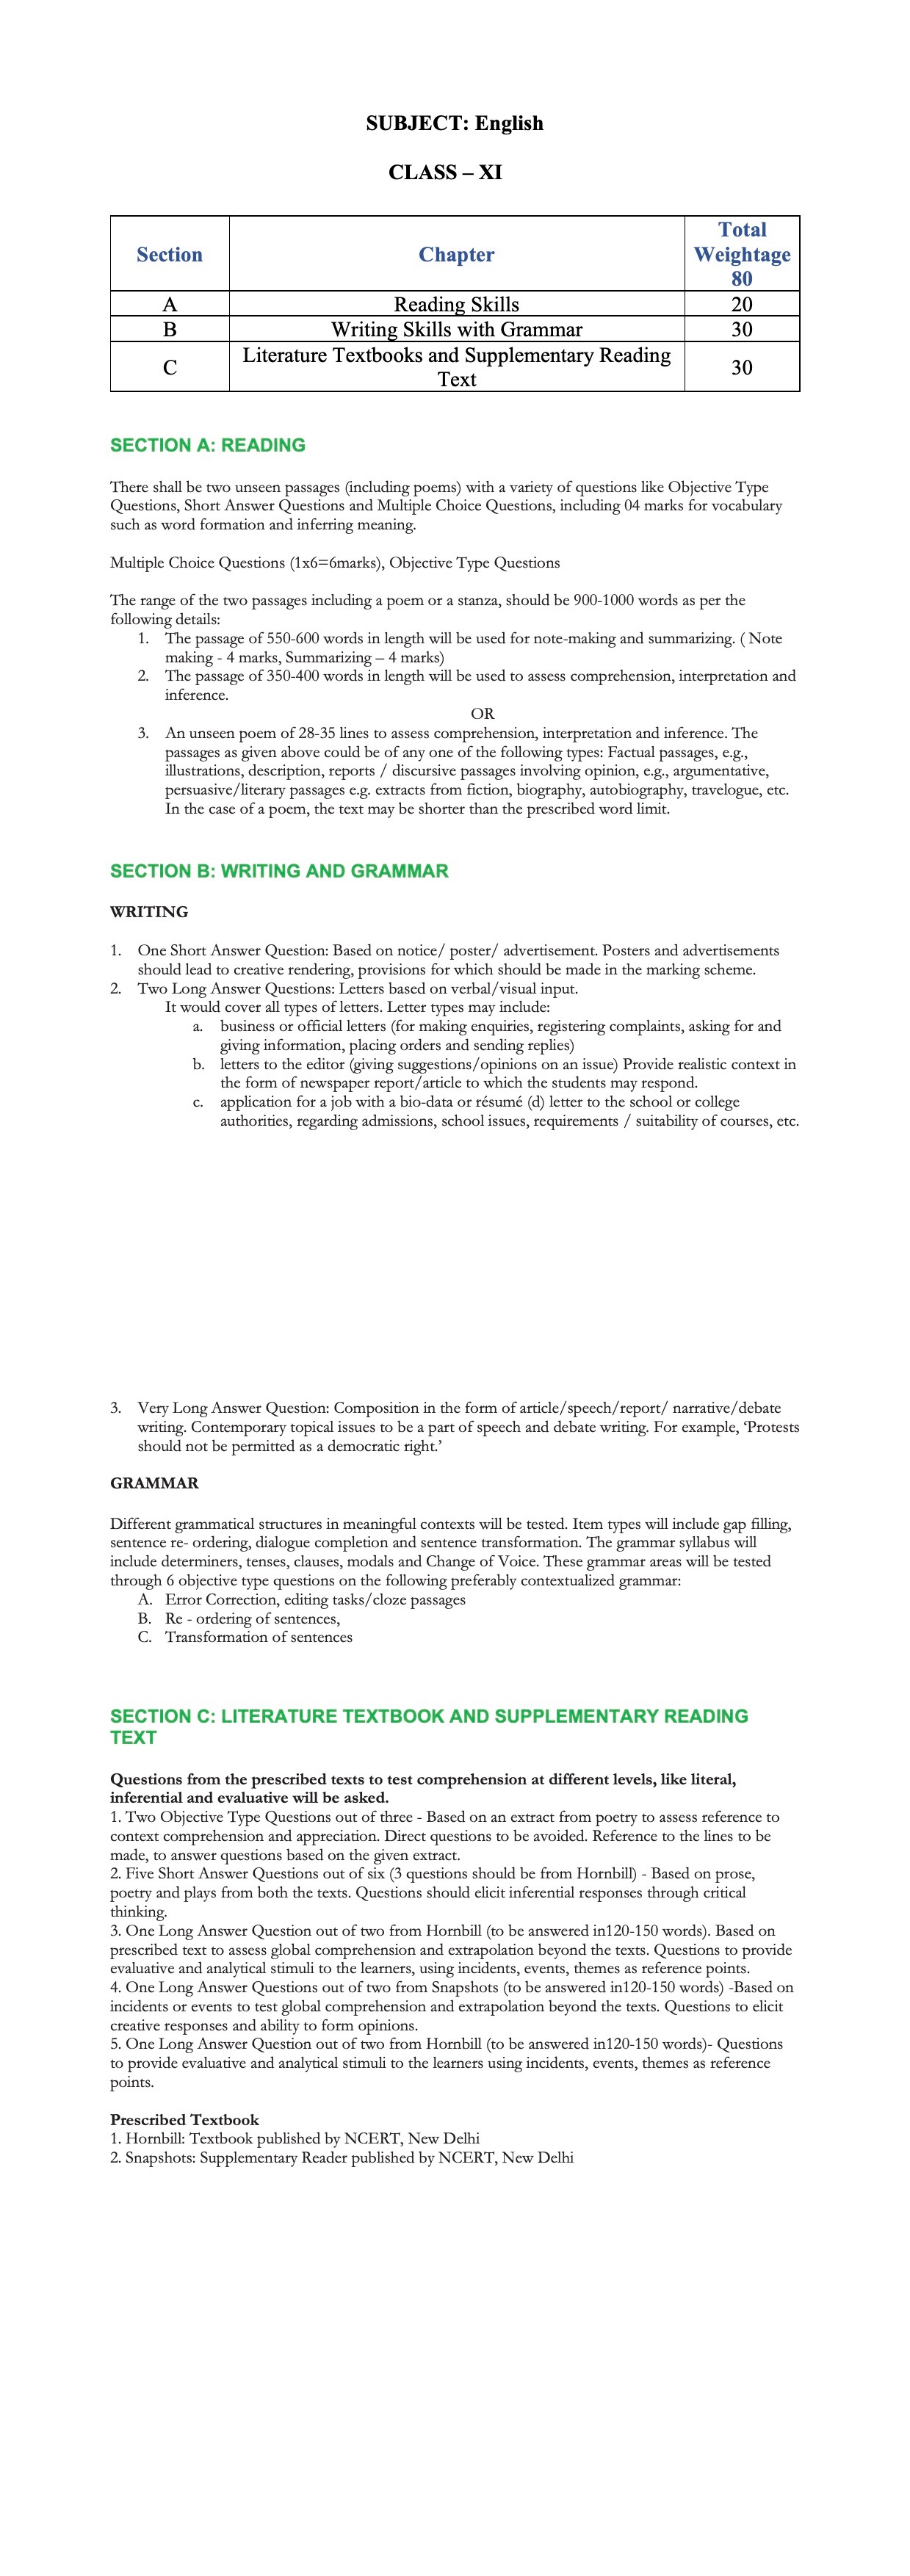 SUBJECT: English
CLASS – XI
Section Chapter Total
Weightage
80
A Reading Skills 20
B Writing Skills with Grammar 30
C Literature Textbooks and Supplementary Reading
Text 30
SECTION A: READING
There shall be two unseen passages (including poems) with a variety of questions like Objective Type
Questions, Short Answer Questions and Multiple Choice Questions, including 04 marks for vocabulary
such as word formation and inferring meaning.
Multiple Choice Questions (1x6=6marks), Objective Type Questions
The range of the two passages including a poem or a stanza, should be 900-1000 words as per the
following details:
1. The passage of 550-600 words in length will be used for note-making and summarizing. ( Note
making - 4 marks, Summarizing – 4 marks)
2. The passage of 350-400 words in length will be used to assess comprehension, interpretation and
inference.
OR
3. An unseen poem of 28-35 lines to assess comprehension, interpretation and inference. The
passages as given above could be of any one of the following types: Factual passages, e.g.,
illustrations, description, reports / discursive passages involving opinion, e.g., argumentative,
persuasive/literary passages e.g. extracts from fiction, biography, autobiography, travelogue, etc.
In the case of a poem, the text may be shorter than the prescribed word limit.
SECTION B: WRITING AND GRAMMAR
WRITING
1. One Short Answer Question: Based on notice/ poster/ advertisement. Posters and advertisements
should lead to creative rendering, provisions for which should be made in the marking scheme.
2. Two Long Answer Questions: Letters based on verbal/visual input.
It would cover all types of letters. Letter types may include:
a. business or official letters (for making enquiries, registering complaints, asking for and
giving information, placing orders and sending replies)
b. letters to the editor (giving suggestions/opinions on an issue) Provide realistic context in
the form of newspaper report/article to which the students may respond.
c. application for a job with a bio-data or résumé (d) letter to the school or college
authorities, regarding admissions, school issues, requirements / suitability of courses, etc.
3. Very Long Answer Question: Composition in the form of article/speech/report/ narrative/debate
writing. Contemporary topical issues to be a part of speech and debate writing. For example, ‘Protests
should not be permitted as a democratic right.’
GRAMMAR
Different grammatical structures in meaningful contexts will be tested. Item types will include gap filling,
sentence re- ordering, dialogue completion and sentence transformation. The grammar syllabus will
include determiners, tenses, clauses, modals and Change of Voice. These grammar areas will be tested
through 6 objective type questions on the following preferably contextualized grammar:
A. Error Correction, editing tasks/cloze passages
B. Re - ordering of sentences,
C. Transformation of sentences
SECTION C: LITERATURE TEXTBOOK AND SUPPLEMENTARY READING
TEXT
Questions from the prescribed texts to test comprehension at different levels, like literal,
inferential and evaluative will be asked.
1. Two Objective Type Questions out of three - Based on an extract from poetry to assess reference to
context comprehension and appreciation. Direct questions to be avoided. Reference to the lines to be
made, to answer questions based on the given extract.
2. Five Short Answer Questions out of six (3 questions should be from Hornbill) - Based on prose,
poetry and plays from both the texts. Questions should elicit inferential responses through critical
thinking.
3. One Long Answer Question out of two from Hornbill (to be answered in120-150 words). Based on
prescribed text to assess global comprehension and extrapolation beyond the texts. Questions to provide
evaluative and analytical stimuli to the learners, using incidents, events, themes as reference points.
4. One Long Answer Questions out of two from Snapshots (to be answered in120-150 words) -Based on
incidents or events to test global comprehension and extrapolation beyond the texts. Questions to elicit
creative responses and ability to form opinions.
5. One Long Answer Question out of two from Hornbill (to be answered in120-150 words)- Questions
to provide evaluative and analytical stimuli to the learners using incidents, events, themes as reference
points.
Prescribed Textbook
1. Hornbill: Textbook published by NCERT, New Delhi
2. Snapshots: Supplementary Reader published by NCERT, New Delhi